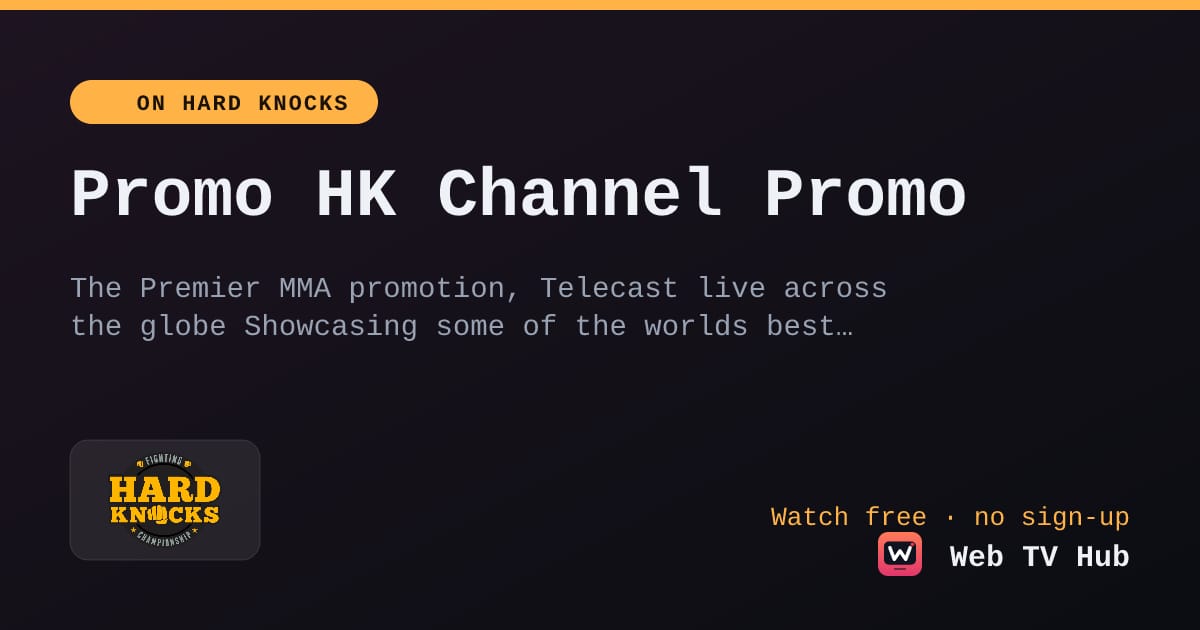 ON HARD KNOCKS
Promo HK Channel Promo
The Premier MMA promotion, Telecast live across
the globe Showcasing some of the worlds best…
FIGHTING
HARD
KNOCKS
CHAMPIONSHIP
Watch free · no sign-up
W
Web TV Hub